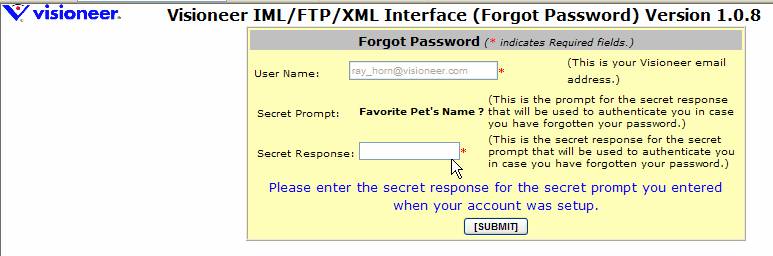 visioneer. Visioneer IML/FTP/XML Interface (Forgot Password) Version 1.0.8
Forgot Password (* indicates Required fields.)
User Name: ray_horn@visioneer.com * (This is your Visioneer email
address.)
Secret Prompt: Favorite Pet's Name ? (This is the prompt for the secret response
that will be used to authenticate you in case
you have forgotten your password.)
Secret Response: * (This is the secret response for the secret
prompt that will be used to authenticate you
in case you have forgotten your password.)
Please enter the secret response for the secret prompt you entered
when your account was setup.
[SUBMIT]